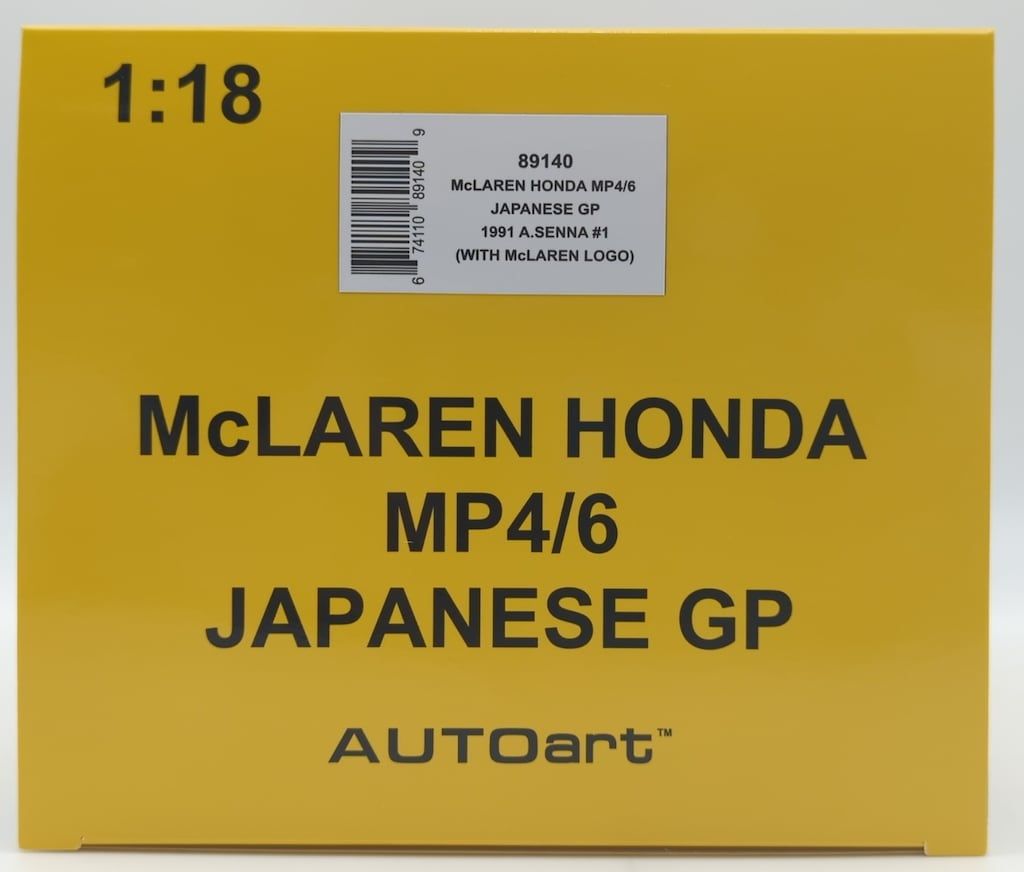 1:18
89140
McLAREN HONDA MP4/6
JAPANESE GP
1991 A.SENNA #1
(WITH McLAREN LOGO)
6 74110 89140 9
McLAREN HONDA
MP4/6
JAPANESE GP
AUTOart™